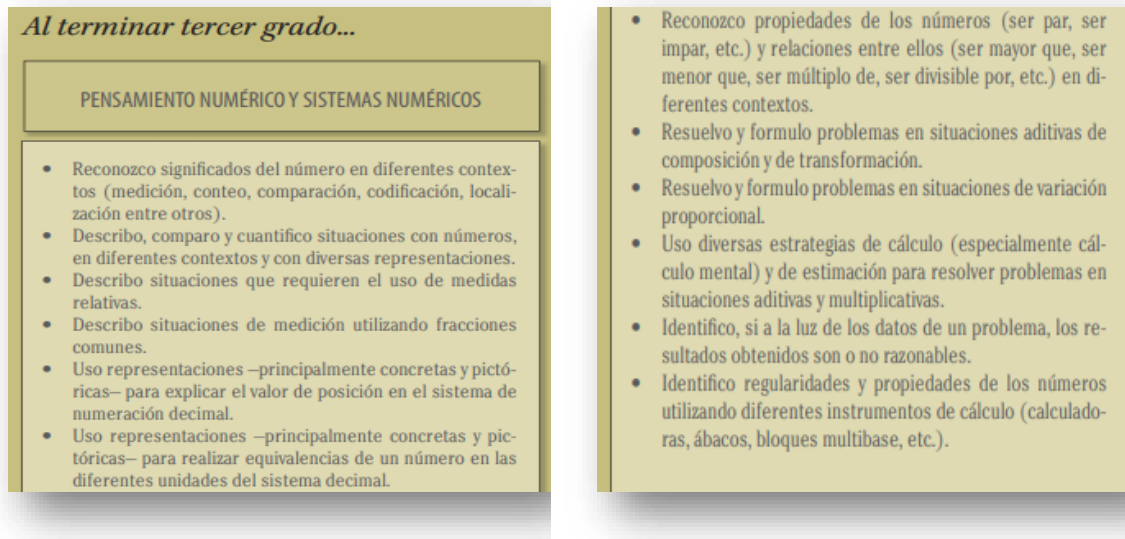 Al terminar tercer grado...
PENSAMIENTO NUMÉRICO Y SISTEMAS NUMÉRICOS
• Reconozco significados del número en diferentes contex-
tos (medición, conteo, comparación, codificación, locali-
zación entre otros).
• Describo, comparo y cuantifico situaciones con números,
en diferentes contextos y con diversas representaciones.
• Describo situaciones que requieren el uso de medidas
relativas.
• Describo situaciones de medición utilizando fracciones
comunes.
• Uso representaciones –principalmente concretas y pictó-
ricas– para explicar el valor de posición en el sistema de
numeración decimal.
• Uso representaciones –principalmente concretas y pic-
tóricas– para realizar equivalencias de un número en las
diferentes unidades del sistema decimal.
• Reconozco propiedades de los números (ser par, ser
impar, etc.) y relaciones entre ellos (ser mayor que, ser
menor que, ser múltiplo de, ser divisible por, etc.) en di-
ferentes contextos.
• Resuelvo y formulo problemas en situaciones aditivas de
composición y de transformación.
• Resuelvo y formulo problemas en situaciones de variación
proporcional.
• Uso diversas estrategias de cálculo (especialmente cál-
culo mental) y de estimación para resolver problemas en
situaciones aditivas y multiplicativas.
• Identifico, si a la luz de los datos de un problema, los re-
sultados obtenidos son o no razonables.
• Identifico regularidades y propiedades de los números
utilizando diferentes instrumentos de cálculo (calculado-
ras, ábacos, bloques multibase, etc.).